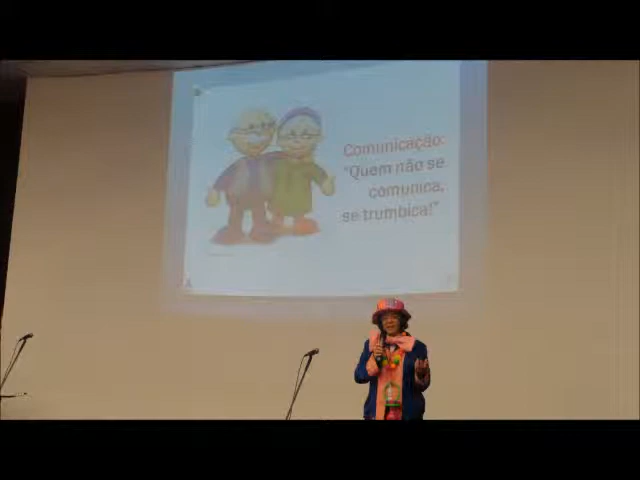 Comunicação:
"Quem não se
comunica,
se trumbica!"